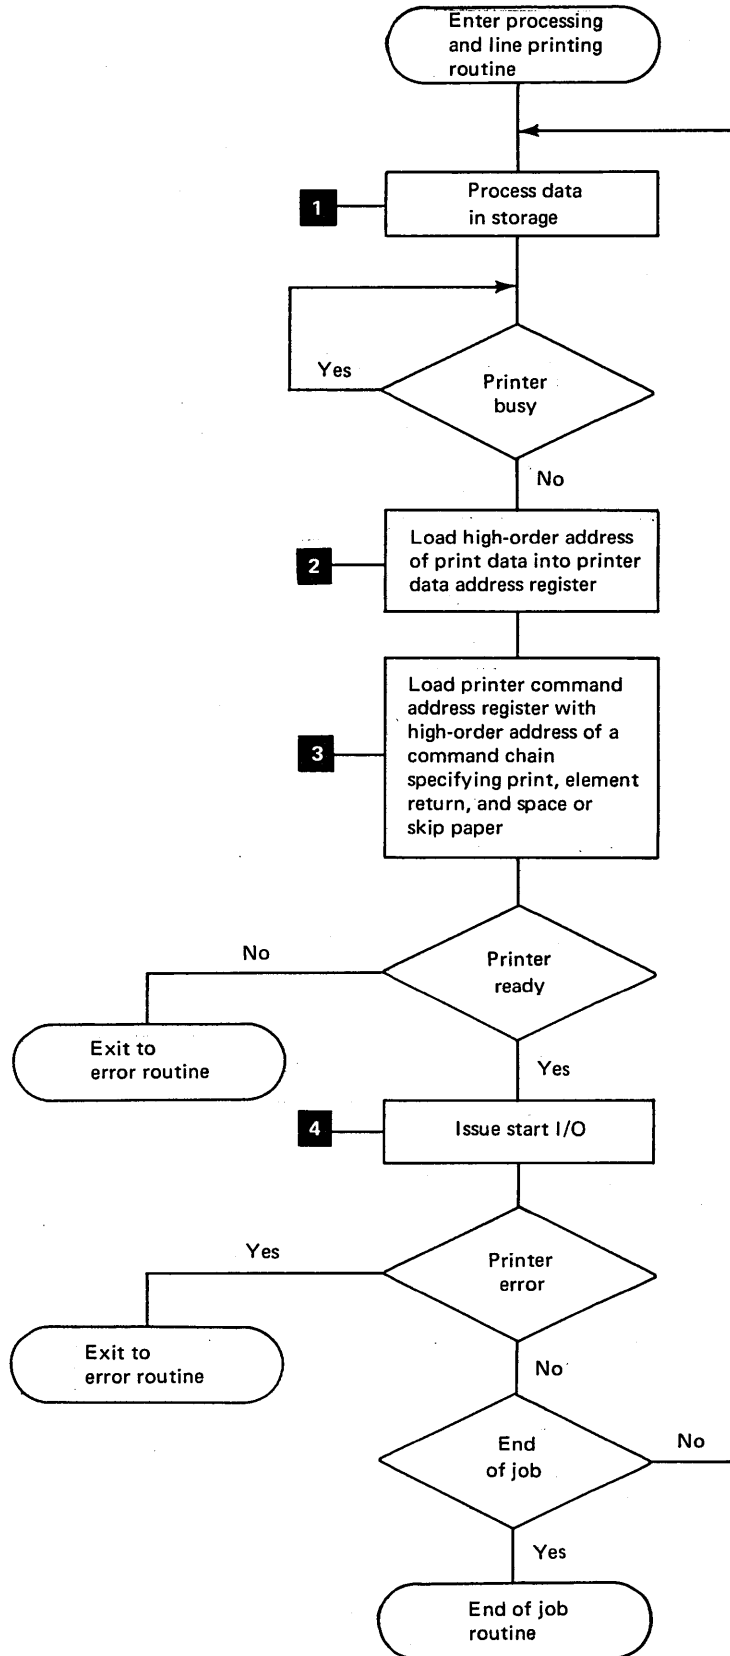 Enter processing
and line printing
routine
1
Process data
in storage
Yes
Printer
busy
No
2
Load high-order address
of print data into printer
data address register
3
Load printer command
address register with
high-order address of a
command chain
specifying print, element
return, and space or
skip paper
No
Printer
ready
Exit to
error routine
Yes
4
Issue start I/O
Yes
Printer
error
Exit to
error routine
No
End
of job
No
Yes
End of job
routine